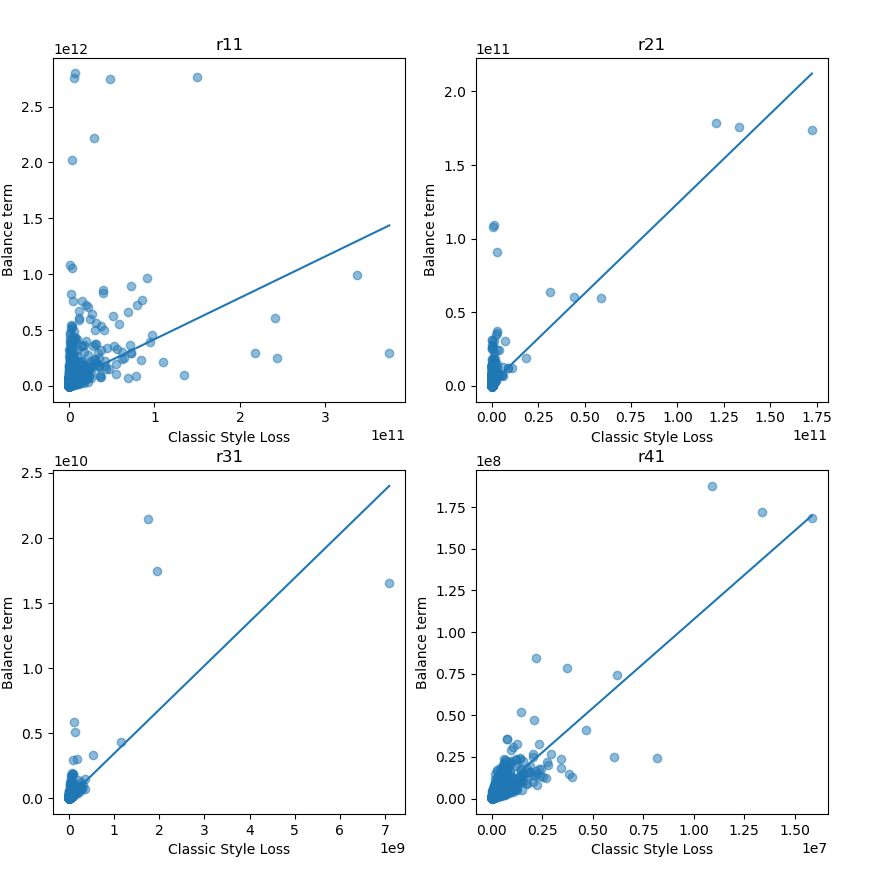 r11
1e12
Balance term
2.5
2.0
1.5
1.0
0.5
0.0
0 1 2 3
1e11
Classic Style Loss
r21
1e11
Balance term
2.0
1.5
1.0
0.5
0.0
0.00 0.25 0.50 0.75 1.00 1.25 1.50 1.75
1e11
Classic Style Loss
r31
1e10
Balance term
2.5
2.0
1.5
1.0
0.5
0.0
0 1 2 3 4 5 6 7
1e9
Classic Style Loss
r41
1e8
Balance term
1.75
1.50
1.25
1.00
0.75
0.50
0.25
0.00
0.00 0.25 0.50 0.75 1.00 1.25 1.50
1e7
Classic Style Loss